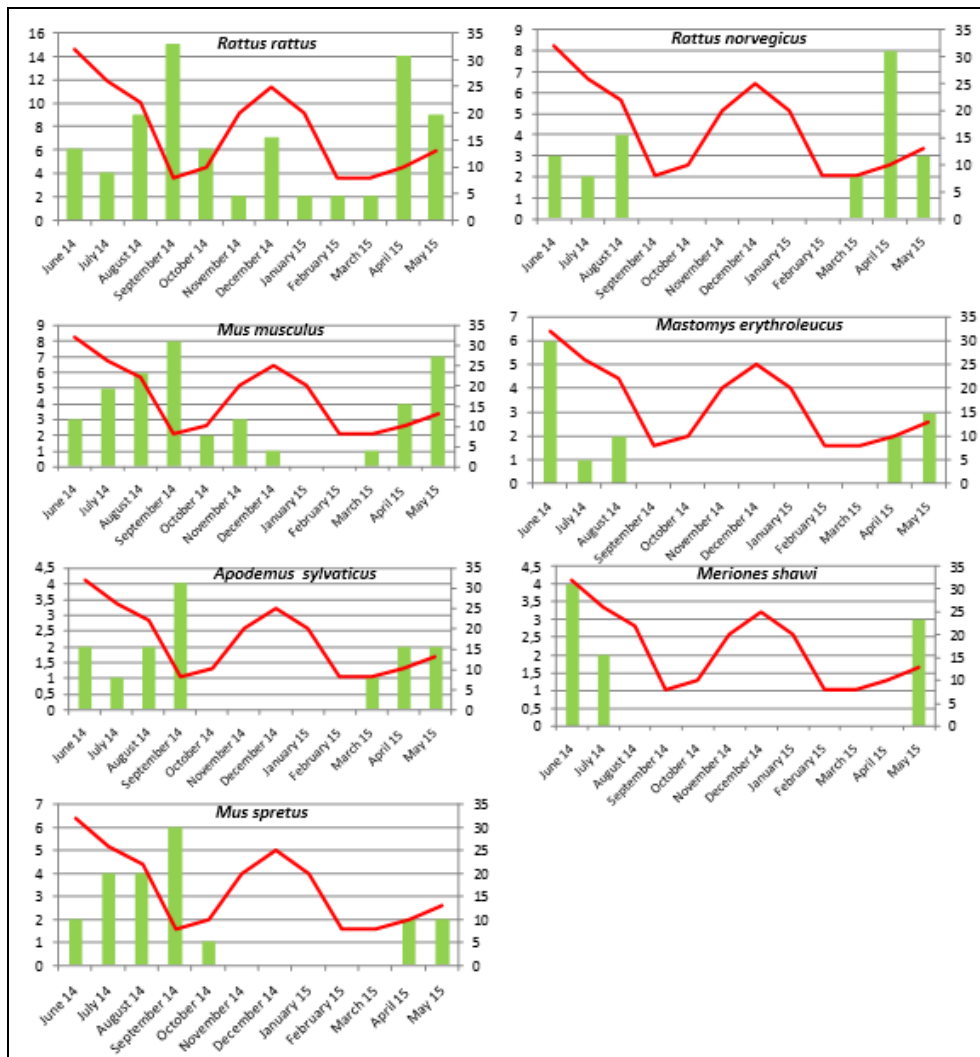 Rattus rattus
16
14
12
10
8
6
4
2
0
35
30
25
20
15
10
5
0
June 14
July 14
August 14
September 14
October 14
November 14
December 14
January 15
February 15
March 15
April 15
May 15
Rattus norvegicus
9
8
7
6
5
4
3
2
1
0
35
30
25
20
15
10
5
0
June 14
July 14
August 14
September 14
October 14
November 14
December 14
January 15
February 15
March 15
April 15
May 15
Mus musculus
9
8
7
6
5
4
3
2
1
0
35
30
25
20
15
10
5
0
June 14
July 14
August 14
September 14
October 14
November 14
December 14
January 15
February 15
March 15
April 15
May 15
Mastomys erythroleucus
7
6
5
4
3
2
1
0
35
30
25
20
15
10
5
0
June 14
July 14
August 14
September 14
October 14
November 14
December 14
January 15
February 15
March 15
April 15
May 15
Apodemus sylvaticus
4,5
4
3,5
3
2,5
2
1,5
1
0,5
0
35
30
25
20
15
10
5
0
June 14
July 14
August 14
September 14
October 14
November 14
December 14
January 15
February 15
March 15
April 15
May 15
Meriones shawi
4,5
4
3,5
3
2,5
2
1,5
1
0,5
0
35
30
25
20
15
10
5
0
June 14
July 14
August 14
September 14
October 14
November 14
December 14
January 15
February 15
March 15
April 15
May 15
Mus spretus
7
6
5
4
3
2
1
0
35
30
25
20
15
10
5
0
June 14
July 14
August 14
September 14
October 14
November 14
December 14
January 15
February 15
March 15
April 15
May 15